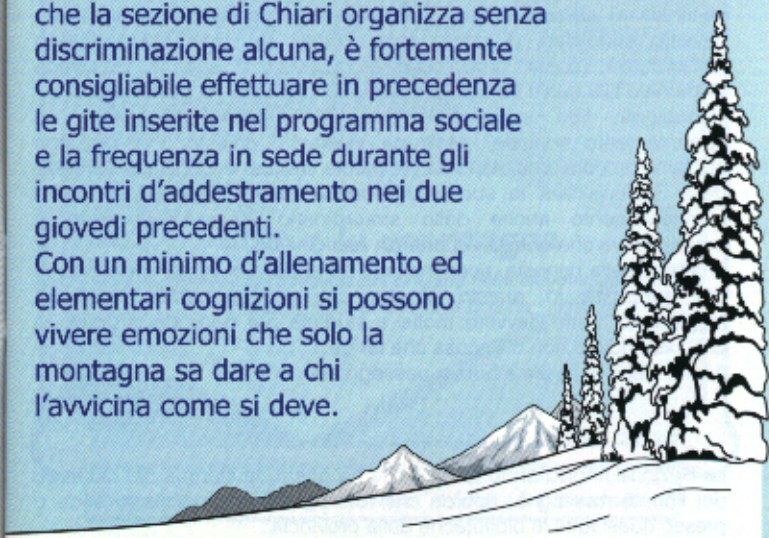 che la sezione di Chiari organizza senza
discriminazione alcuna, è fortemente
consigliabile effettuare in precedenza
le gite inserite nel programma sociale
e la frequenza in sede durante gli
incontri d'addestramento nei due
giovedi precedenti.
Con un minimo d'allenamento ed
elementari cognizioni si possono
vivere emozioni che solo la
montagna sa dare a chi
l'avvicina come si deve.